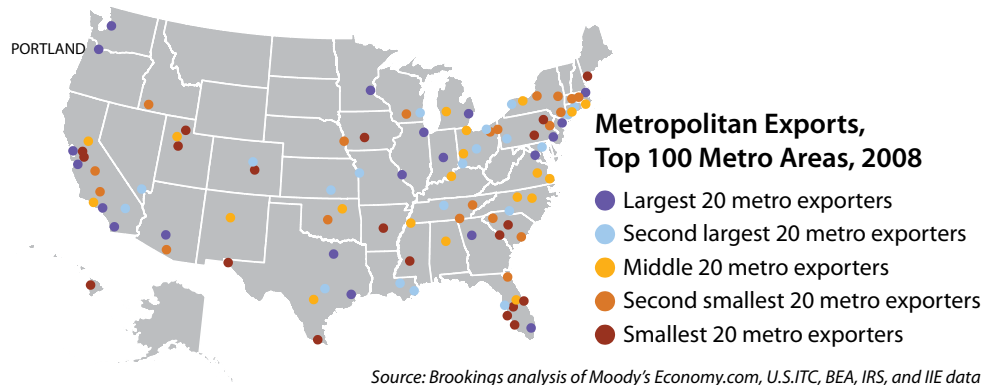 PORTLAND
Metropolitan Exports,
Top 100 Metro Areas, 2008
Largest 20 metro exporters
Second largest 20 metro exporters
Middle 20 metro exporters
Second smallest 20 metro exporters
Smallest 20 metro exporters
Source: Brookings analysis of Moody's Economy.com, U.S.ITC, BEA, IRS, and IIE data